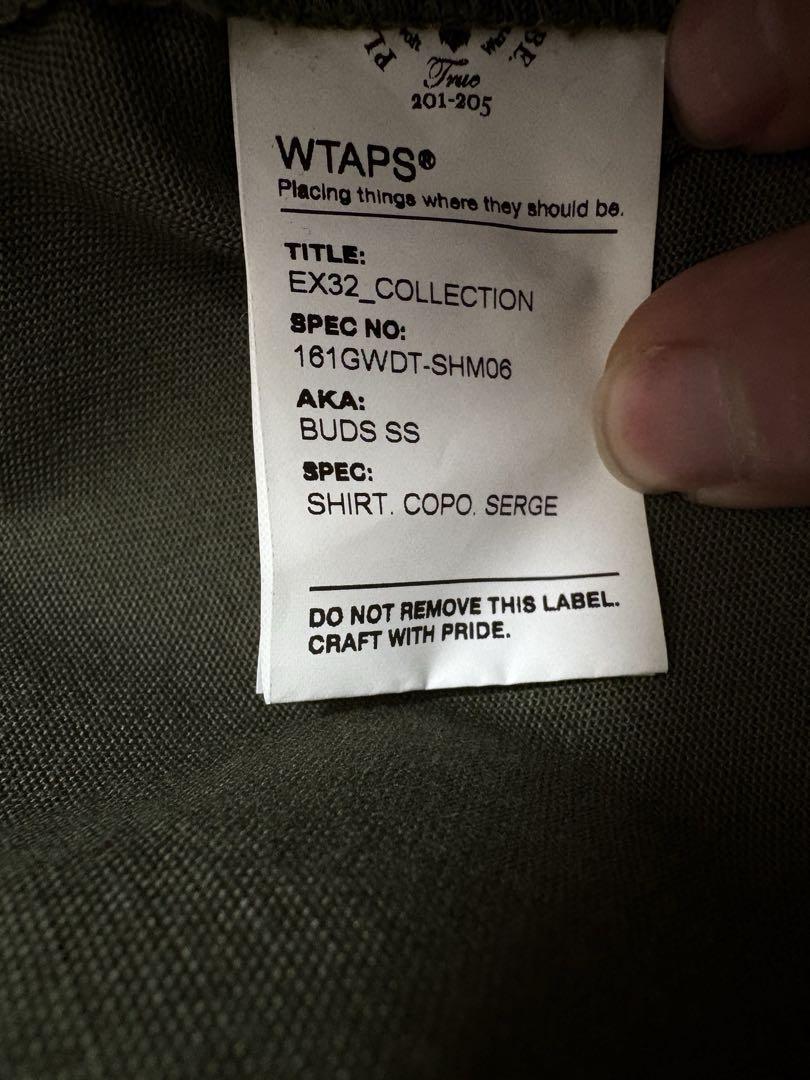 True
201-205
WTAPS®
Placing things where they should be.
TITLE:
EX32_COLLECTION
SPEC NO:
161GWDT-SHM06
AKA:
BUDS SS
SPEC:
SHIRT. COPO. SERGE
DO NOT REMOVE THIS LABEL.
CRAFT WITH PRIDE.